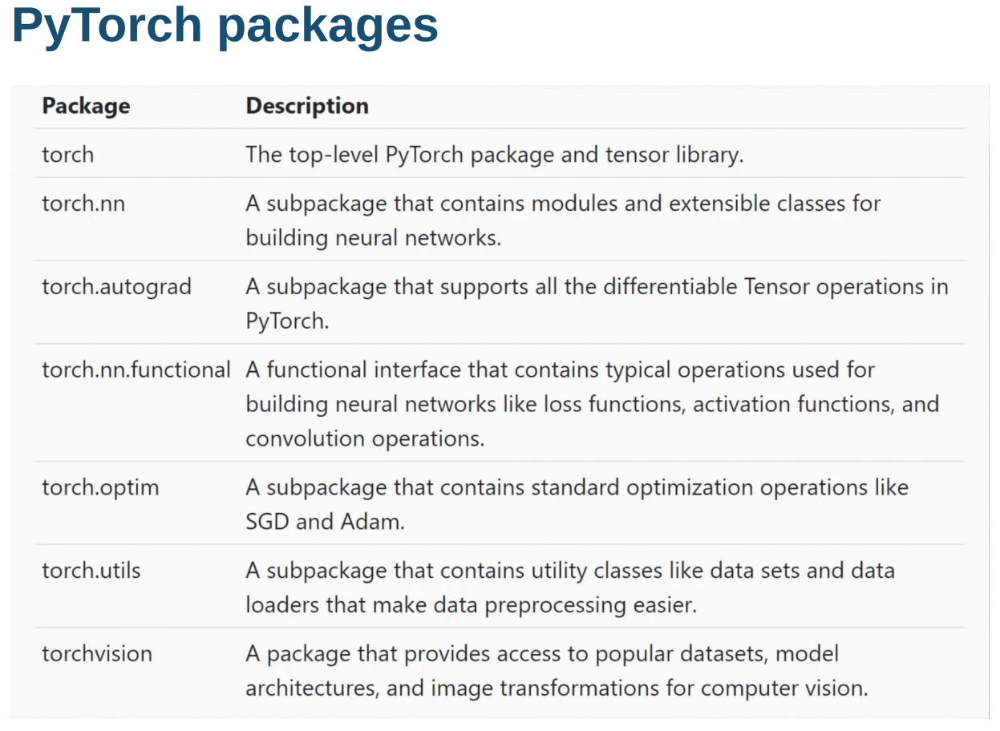 PyTorch packages
Package Description
torch The top-level PyTorch package and tensor library.
torch.nn A subpackage that contains modules and extensible classes for
building neural networks.
torch.autograd A subpackage that supports all the differentiable Tensor operations in
PyTorch.
torch.nn.functional A functional interface that contains typical operations used for
building neural networks like loss functions, activation functions, and
convolution operations.
torch.optim A subpackage that contains standard optimization operations like
SGD and Adam.
torch.utils A subpackage that contains utility classes like data sets and data
loaders that make data preprocessing easier.
torchvision A package that provides access to popular datasets, model
architectures, and image transformations for computer vision.